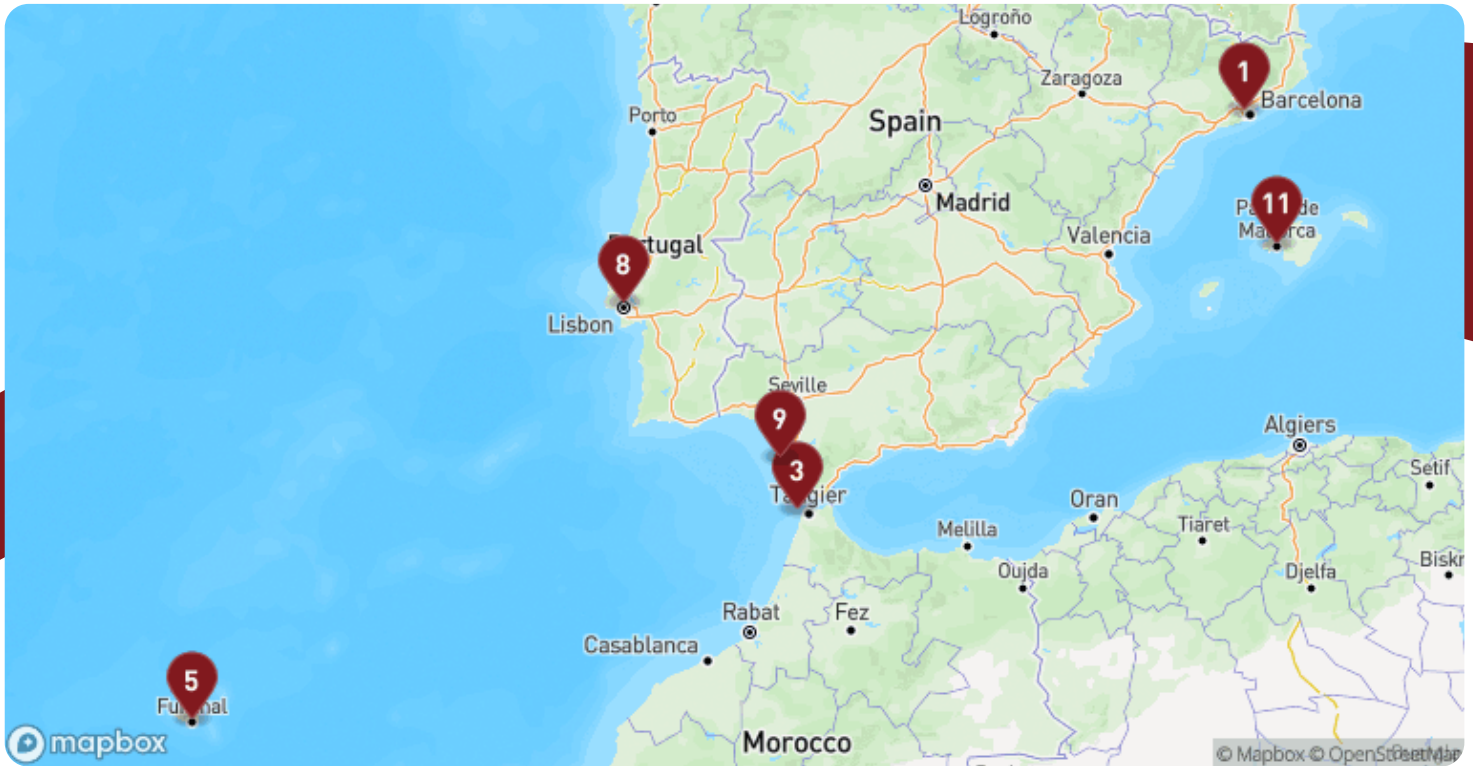 Logroño
1
Zaragoza
Barcelona
Porto
Spain
Madrid
11
Valencia
8
Lisbon
Seville
9
Algiers
3
Setif
Oran
Tiaret
Melilla
Oujda
Djelfa
Rabat
Fez
Casablanca
5
mapbox
Morocco
© Mapbox © OpenStreetMap